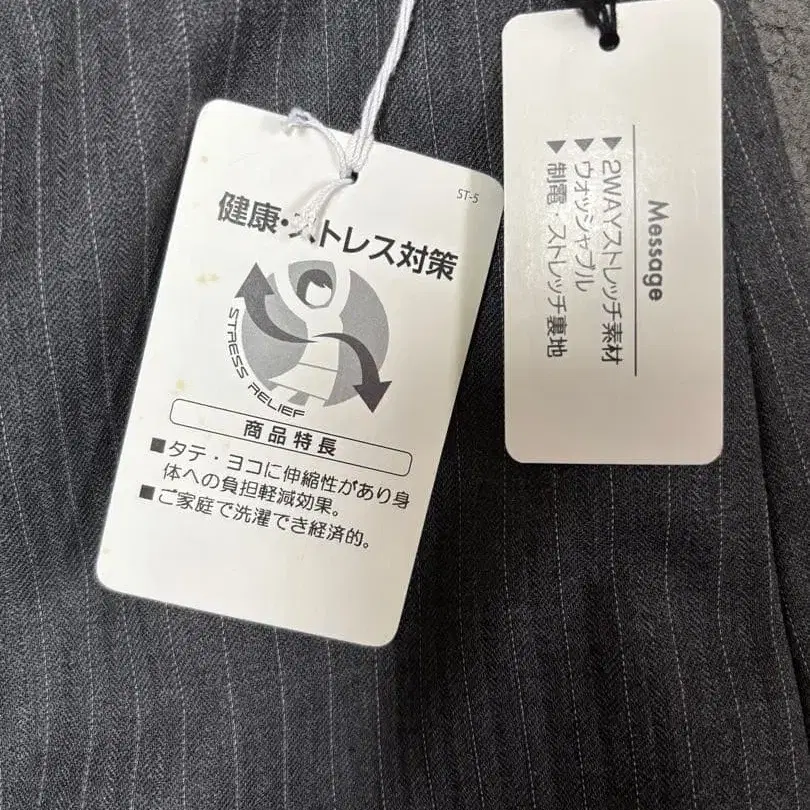 ST-5
健康・ストレス対策
STRESS RELIEF
商品特長
■タテ・ヨコに伸縮性があり身
体への負担軽減効果。
■ご家庭で洗濯でき経済的。
Message
▶2WAYストレッチ素材
▶ウォッシャブル
▶制電・ストレッチ裏地